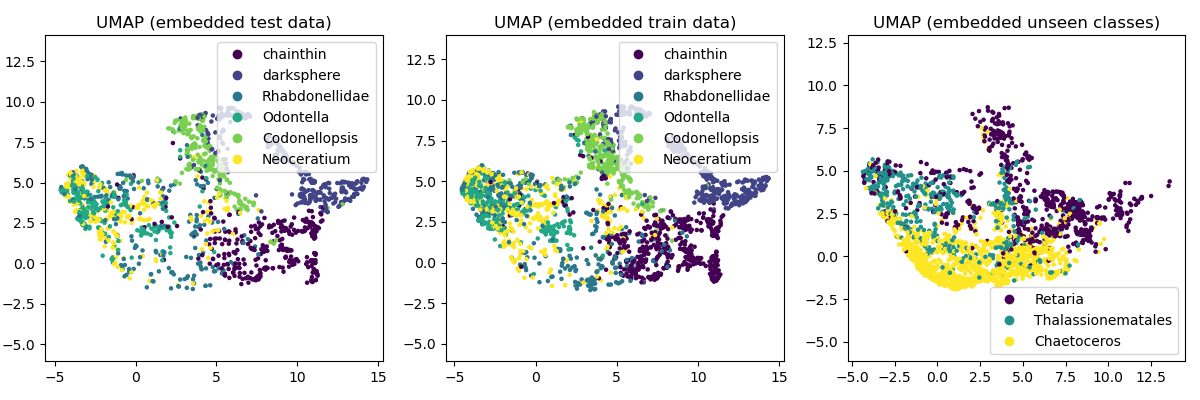 UMAP (embedded test data)
chainthin
darksphere
Rhabdonellidae
Odontella
Codonellopsis
Neoceratium
12.5
10.0
7.5
5.0
2.5
0.0
−2.5
−5.0
−5
0
5
10
15
UMAP (embedded train data)
chainthin
darksphere
Rhabdonellidae
Odontella
Codonellopsis
Neoceratium
12.5
10.0
7.5
5.0
2.5
0.0
−2.5
−5.0
−5
0
5
10
15
UMAP (embedded unseen classes)
12.5
10.0
7.5
5.0
2.5
0.0
−2.5
−5.0
Retaria
Thalassionematales
Chaetoceros
−5.0
−2.5
0.0
2.5
5.0
7.5
10.0
12.5